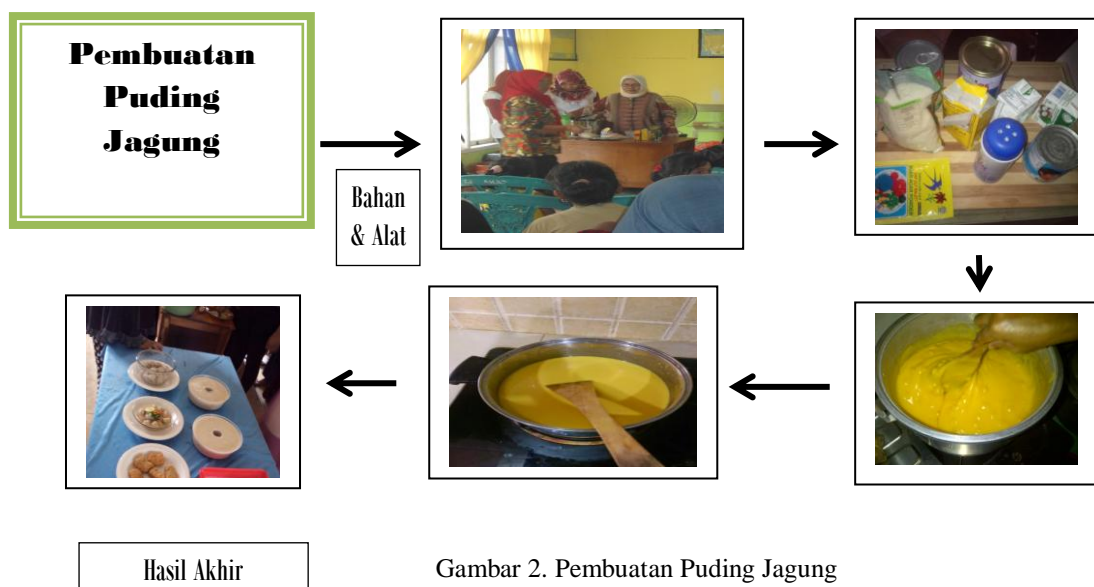 Pembuatan
Puding
Jagung
Bahan
& Alat
Hasil Akhir
Gambar 2. Pembuatan Puding Jagung